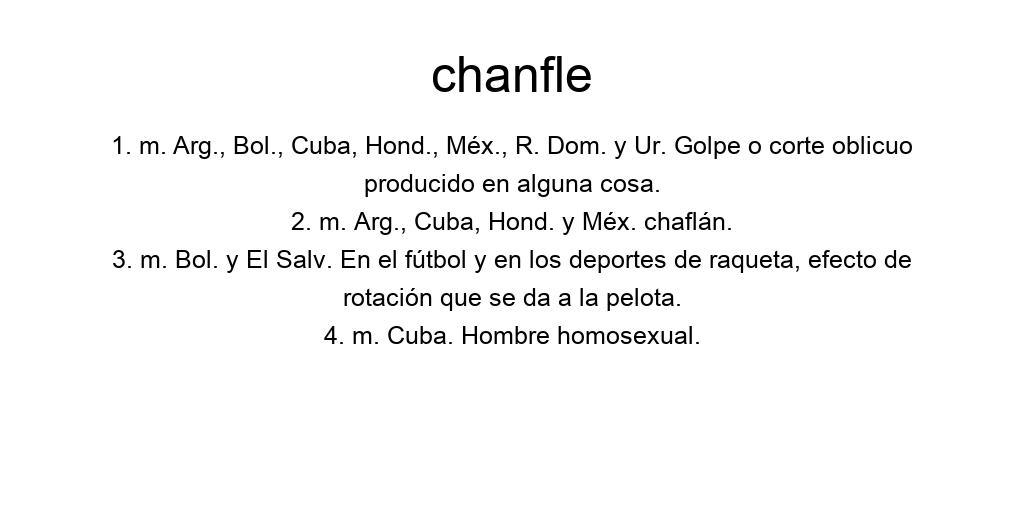 chanfle
1. m. Arg., Bol., Cuba, Hond., Méx., R. Dom. y Ur. Golpe o corte oblicuo
producido en alguna cosa.
2. m. Arg., Cuba, Hond. y Méx. chaflán.
3. m. Bol. y El Salv. En el fútbol y en los deportes de raqueta, efecto de
rotación que se da a la pelota.
4. m. Cuba. Hombre homosexual.